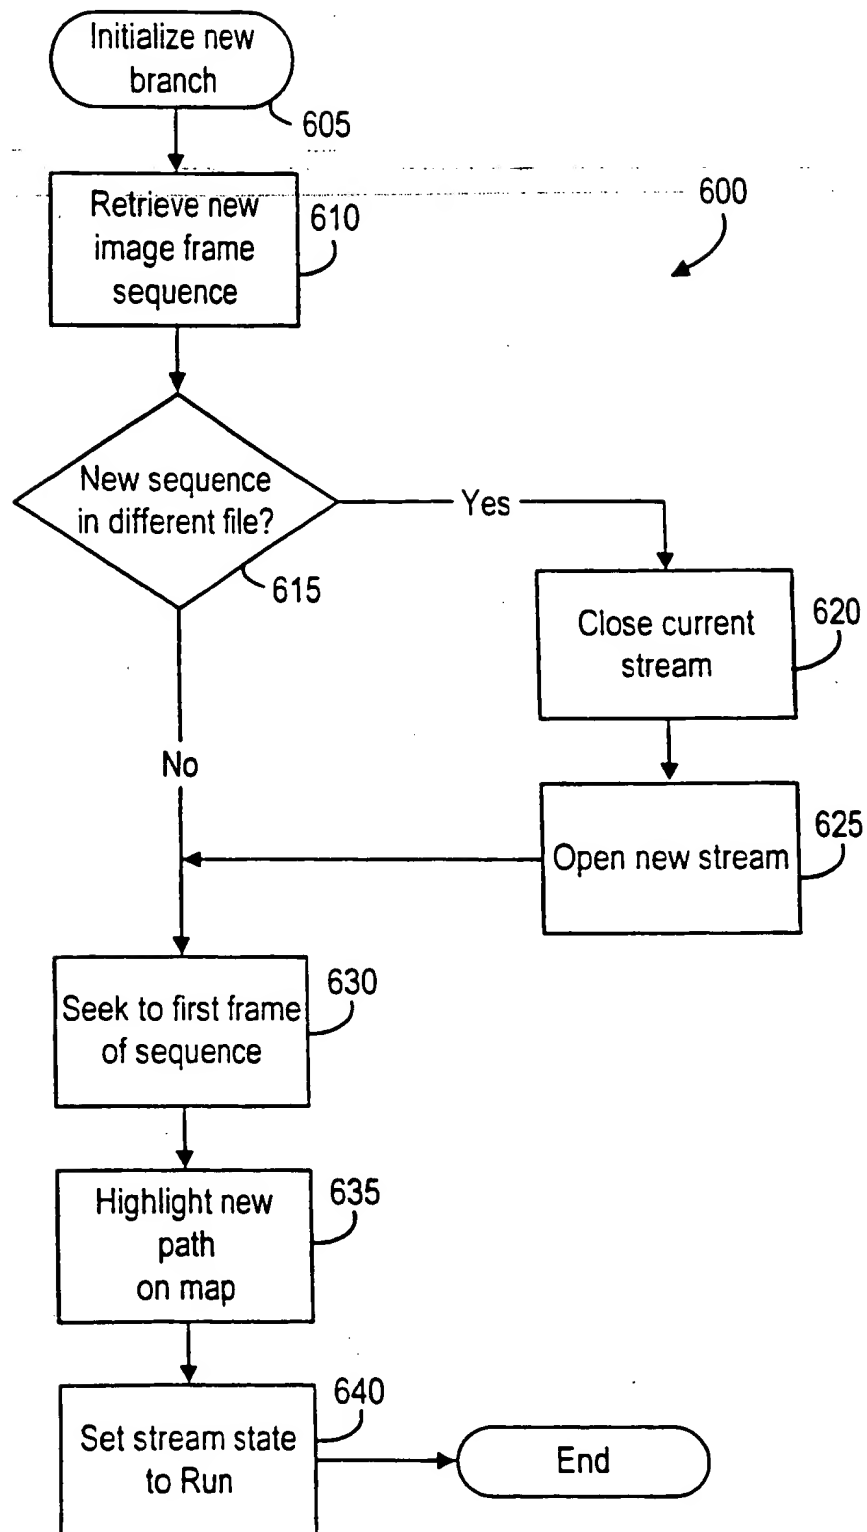 Initialize new
branch
605
Retrieve new
image frame
sequence
610
600
New sequence
in different file?
615
Yes
Close current
stream
620
No
Open new stream
625
Seek to first frame
of sequence
630
Highlight new
path
on map
635
Set stream state
to Run
640
End